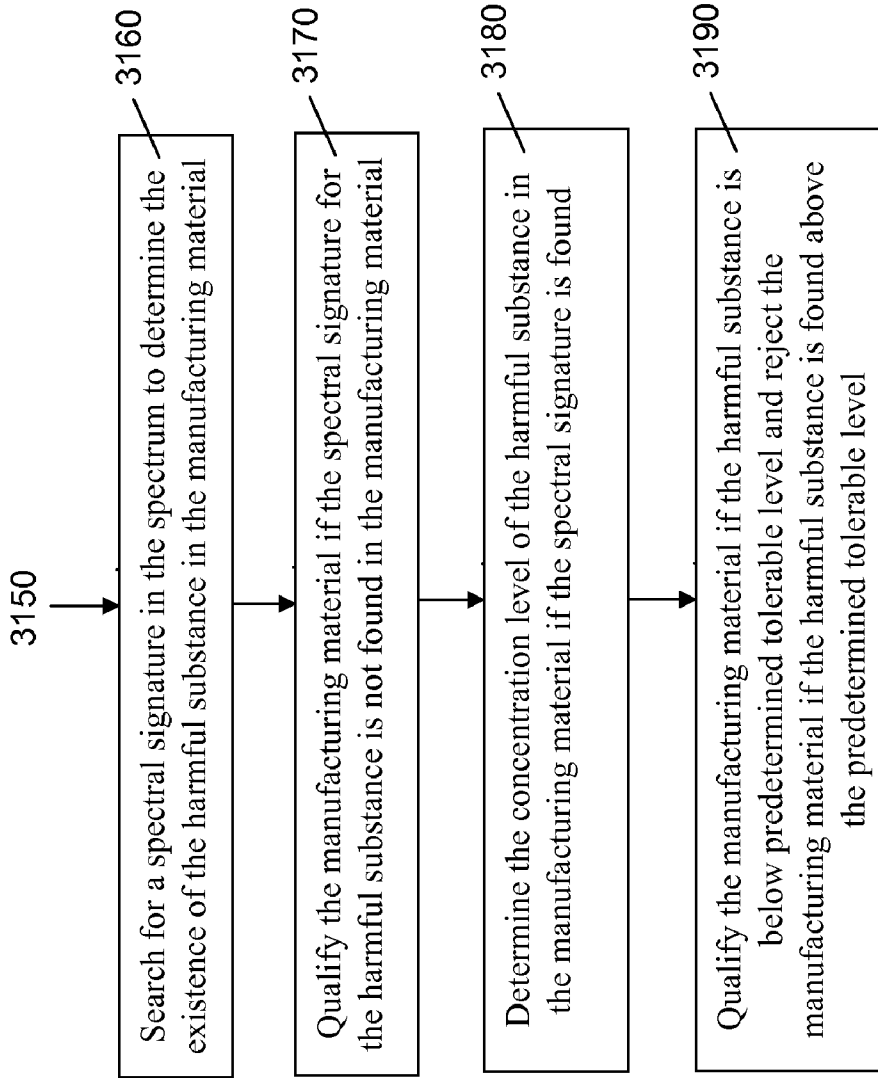 3150
Search for a spectral signature in the spectrum to determine the
existence of the harmful substance in the manufacturing material
3160
Qualify the manufacturing material if the spectral signature for
the harmful substance is not found in the manufacturing material
3170
Determine the concentration level of the harmful substance in
the manufacturing material if the spectral signature is found
3180
Qualify the manufacturing material if the harmful substance is
below predetermined tolerable level and reject the
manufacturing material if the harmful substance is found above
the predetermined tolerable level
3190